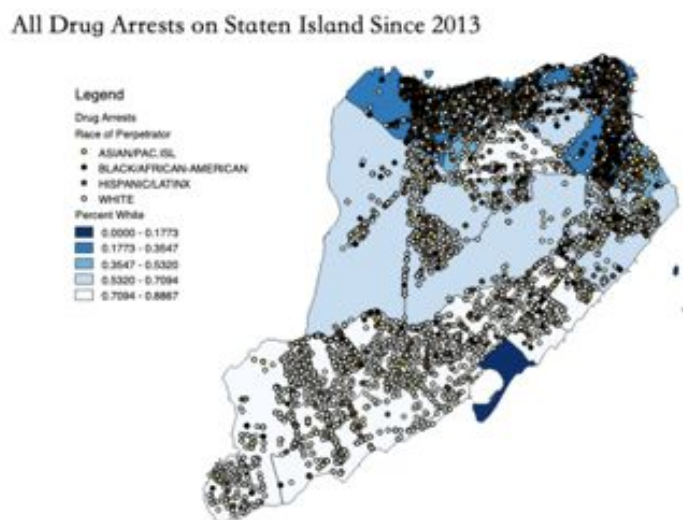 All Drug Arrests on Staten Island Since 2013
Legend
Drug Arrests
Race of Perpetrator
ASIAN/PAC.ISL
BLACK/AFRICAN-AMERICAN
HISPANIC/LATINX
WHITE
Percent White
0.0000 - 0.1773
0.1773 - 0.3547
0.3547 - 0.5320
0.5320 - 0.7094
0.7094 - 0.8867